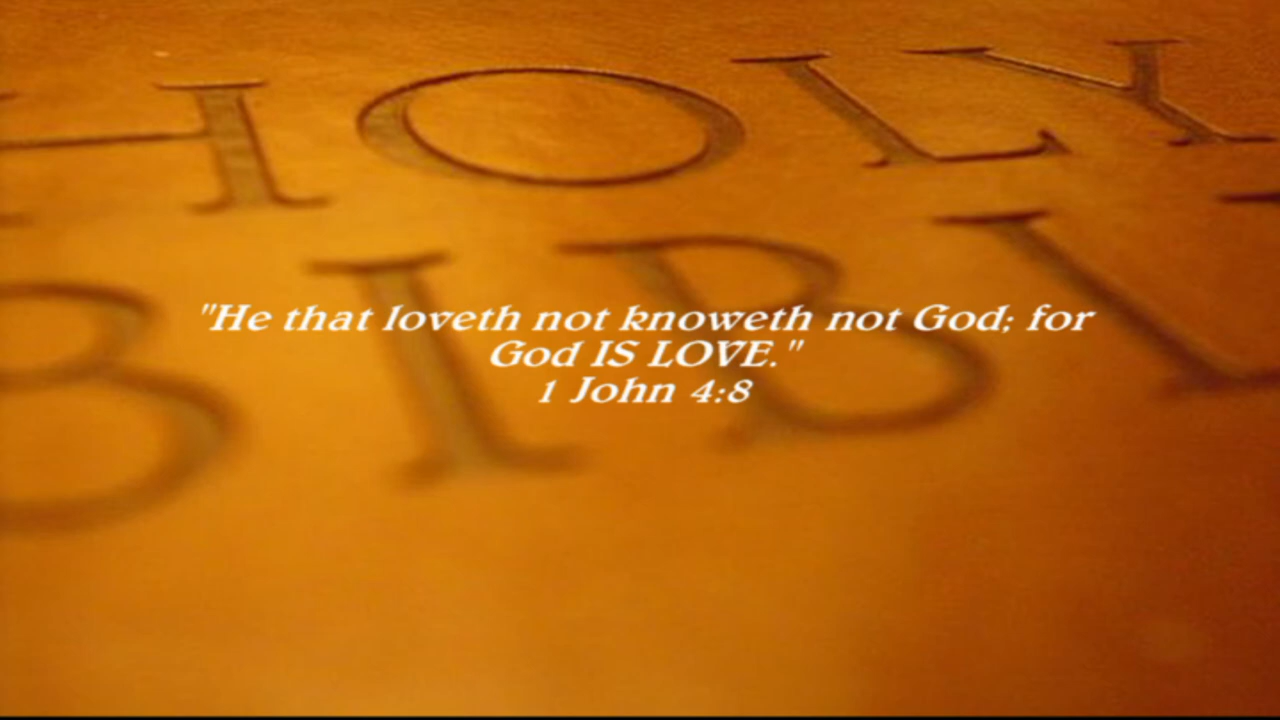 HOLY
BIBL
"He that loveth not knoweth not God; for
God IS LOVE."
1 John 4:8